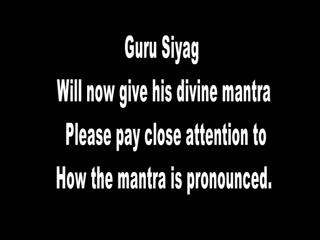 Guru Siyag
Will now give his divine mantra
Please pay close attention to
How the mantra is pronounced.